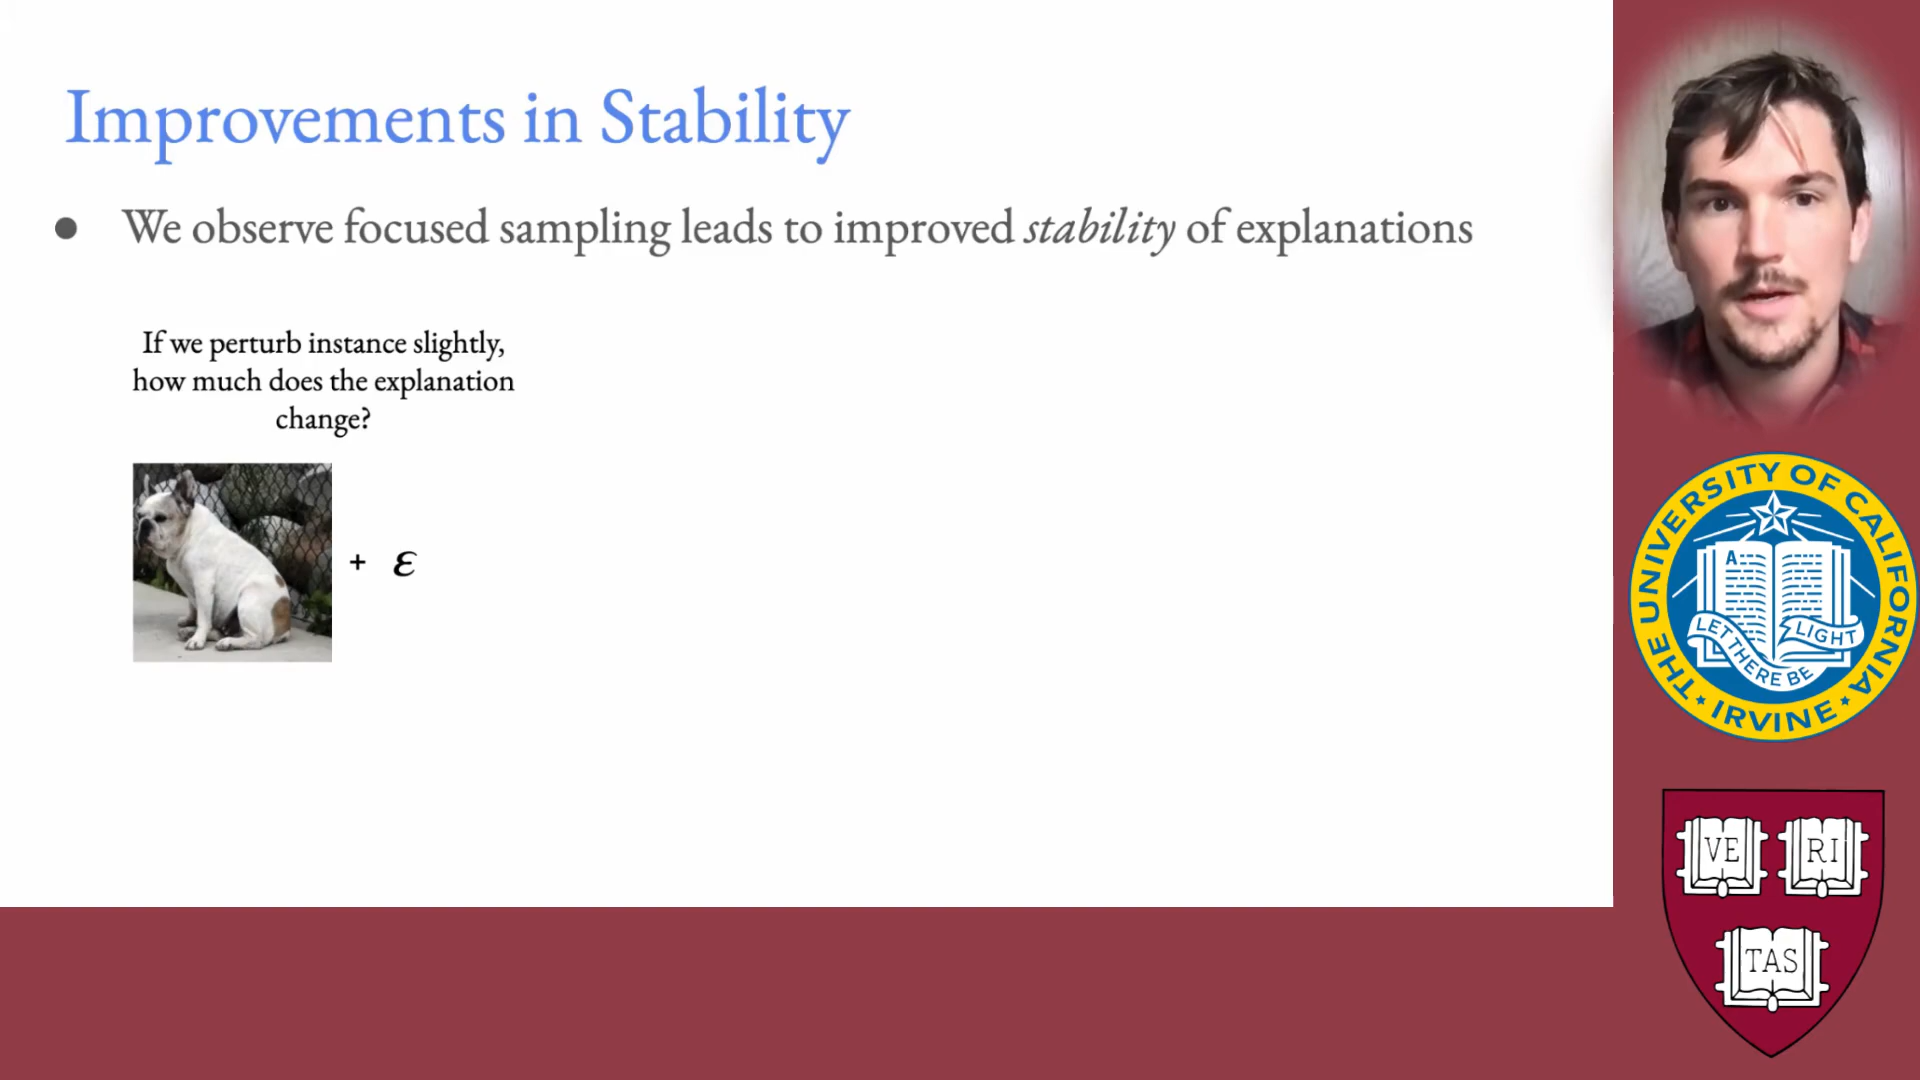 Improvements in Stability
● We observe focused sampling leads to improved stability of explanations
If we perturb instance slightly,
how much does the explanation
change?
+ ε
THE UNIVERSITY OF CALIFORNIA
A
LET THERE BE LIGHT
IRVINE
VE RI
TAS